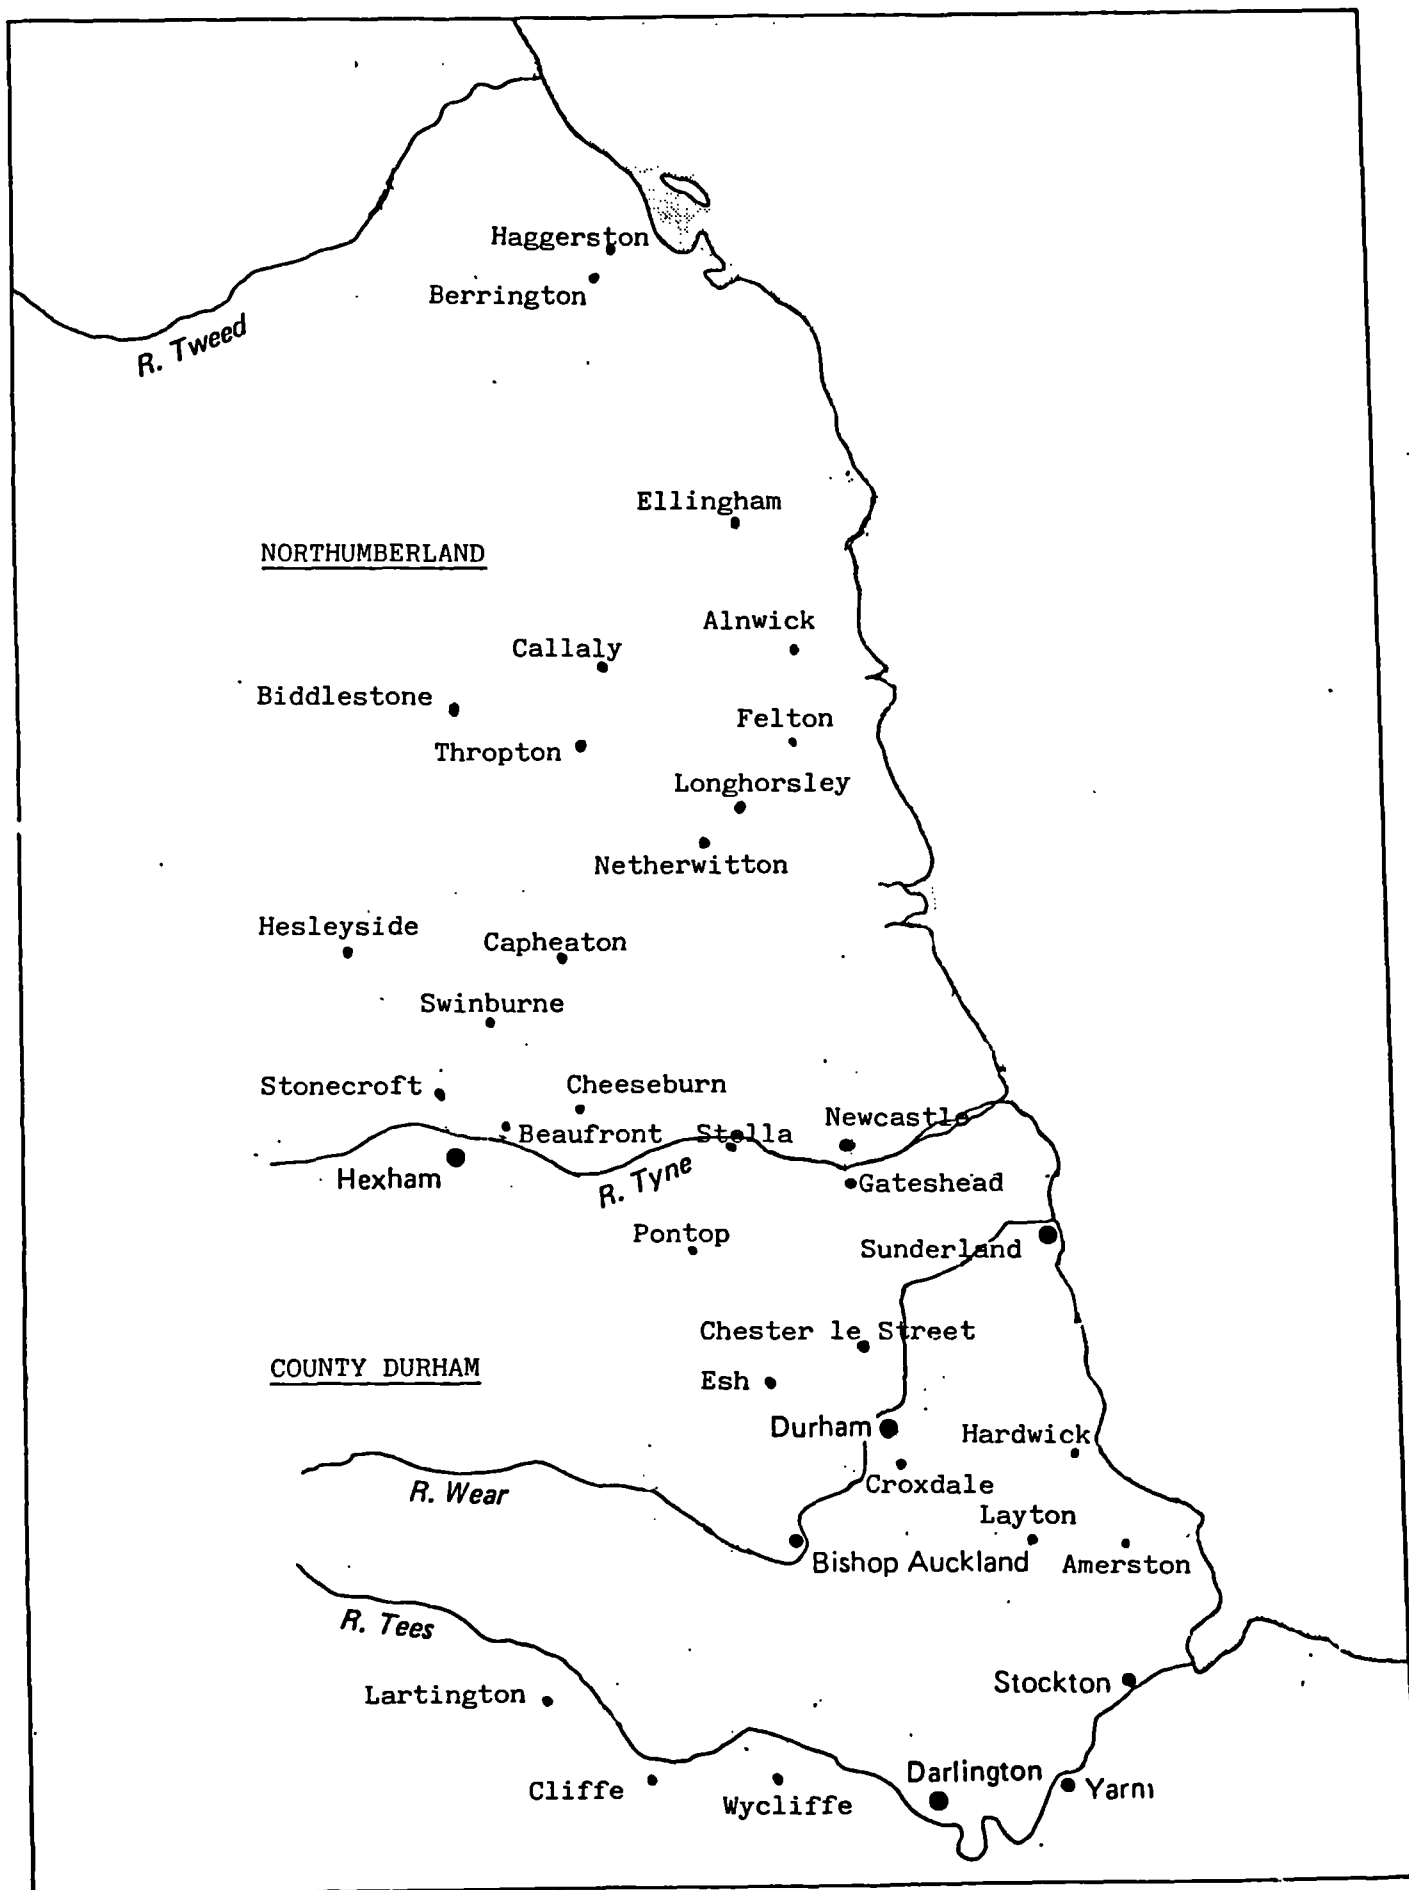 Haggerston
Berrington
R. Tweed
Ellingham
NORTHUMBERLAND
Alnwick
Callaly
Biddlestone
Felton
Thropton
Longhorsley
Netherwitton
Hesleyside
Capheaton
Swinburne
Stonecroft
Cheeseburn
Newcastle
Beaufront
Stella
Hexham
R. Tyne
Gateshead
Pontop
Sunderland
Chester le Street
COUNTY DURHAM
Esh
Durham
Hardwick
Croxdale
R. Wear
Layton
Bishop Auckland
Amerston
R. Tees
Stockton
Lartington
Darlington
Yarm
Cliffe
Wycliffe